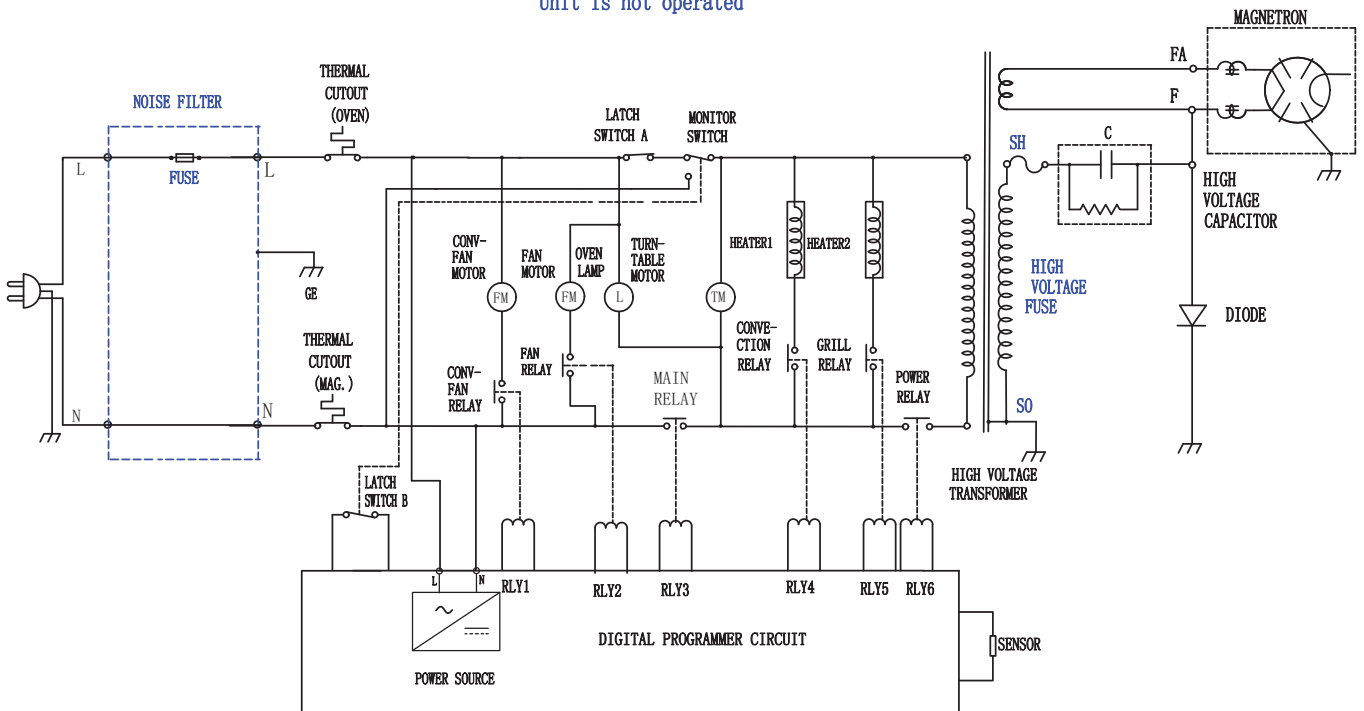 Unit is not operated
MAGNETRON
FA
F
THERMAL
CUTOUT
(OVEN)
NOISE FILTER
LATCH
SWITCH A
MONITOR
SWITCH
C
SH
L
FUSE
L
HIGH
VOLTAGE
CAPACITOR
CONV-
FAN
MOTOR
FAN
MOTOR
OVEN
LAMP
TURN-
TABLE
MOTOR
HEATER1
HEATER2
HIGH
VOLTAGE
FUSE
GE
FM
FM
L
TM
DIODE
THERMAL
CUTOUT
(MAG.)
CONVE-
CTION
RELAY
GRILL
RELAY
FAN
RELAY
CONV-
FAN
RELAY
MAIN
RELAY
POWER
RELAY
N
N
SO
LATCH
SWITCH B
HIGH VOLTAGE
TRANSFORMER
L
N
RLY1
RLY2
RLY3
RLY4
RLY5
RLY6
DIGITAL PROGRAMMER CIRCUIT
SENSOR
POWER SOURCE